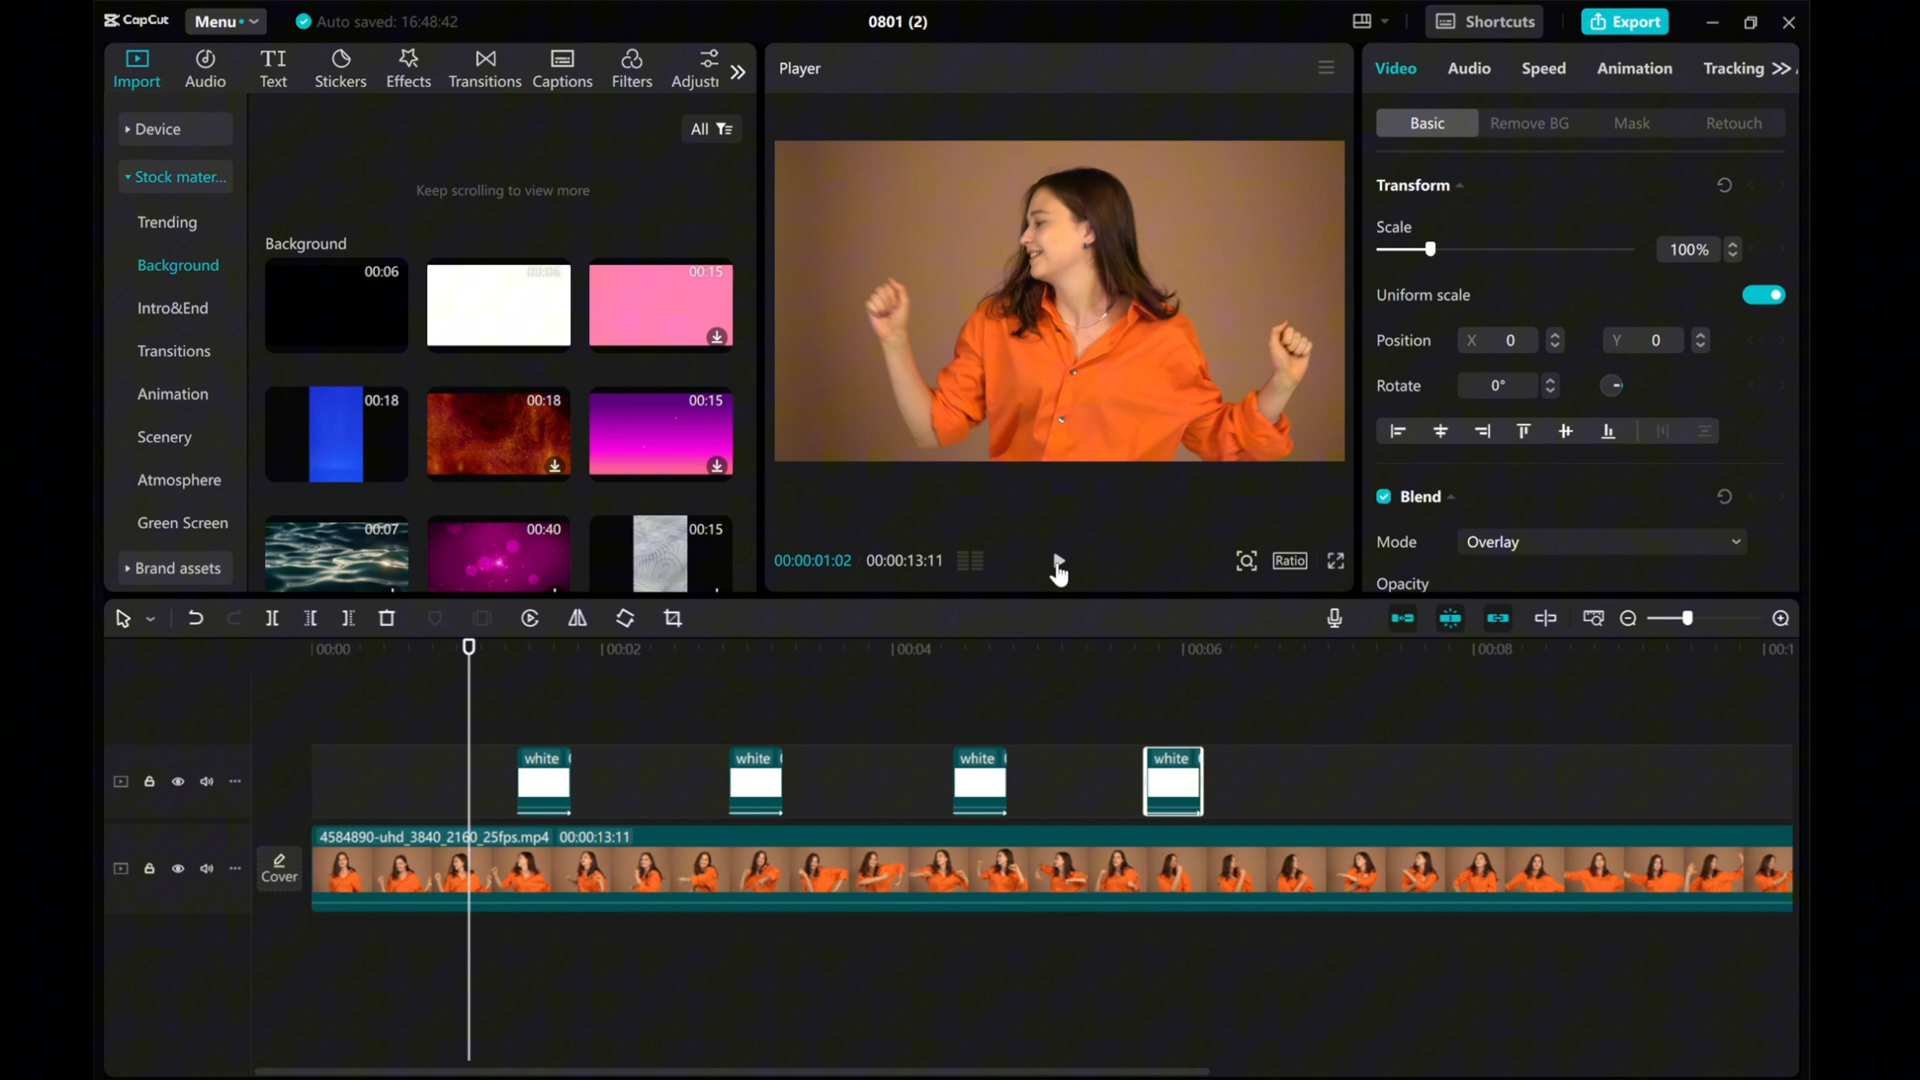 CapCut
Menu
Auto saved: 16:48:42
0801 (2)
Shortcuts
Export
Import
Audio
Text
Stickers
Effects
Transitions
Captions
Filters
Adjustı
Device
Stock mater...
Trending
Background
Intro&End
Transitions
Animation
Scenery
Atmosphere
Green Screen
Brand assets
All
Keep scrolling to view more
Background
00:06
00:06
00:15
00:18
00:18
00:15
00:07
00:40
00:15
Player
00:00:01:02
00:00:13:11
Ratio
Video
Audio
Speed
Animation
Tracking
Basic
Remove BG
Mask
Retouch
Transform
Scale
100%
Uniform scale
Position
X 0
Y 0
Rotate
0°
Blend
Mode
Overlay
Opacity
00:00
00:02
00:04
00:06
00:08
00:1
white
white
white
white
4584890-uhd_3840_2160_25fps.mp4 00:00:13:11
Cover